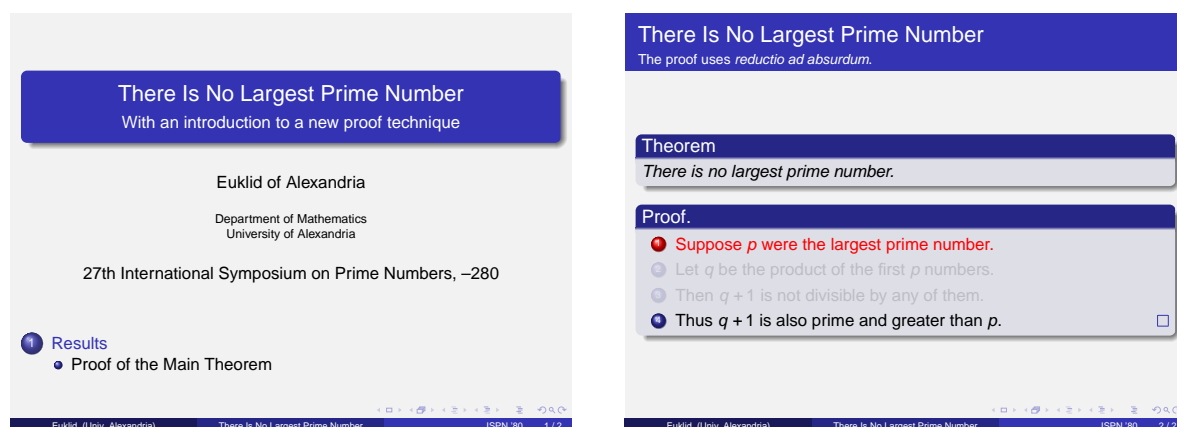 There Is No Largest Prime Number
With an introduction to a new proof technique
Euklid of Alexandria
Department of Mathematics
University of Alexandria
27th International Symposium on Prime Numbers, –280
1 Results
Proof of the Main Theorem
Euklid (Univ. Alexandria) There Is No Largest Prime Number ISPN '80 1 / 2
There Is No Largest Prime Number
The proof uses reductio ad absurdum.
Theorem
There is no largest prime number.
Proof.
1 Suppose p were the largest prime number.
2 Let q be the product of the first p numbers.
3 Then q + 1 is not divisible by any of them.
4 Thus q + 1 is also prime and greater than p.
Euklid (Univ. Alexandria) There Is No Largest Prime Number ISPN '80 2 / 2